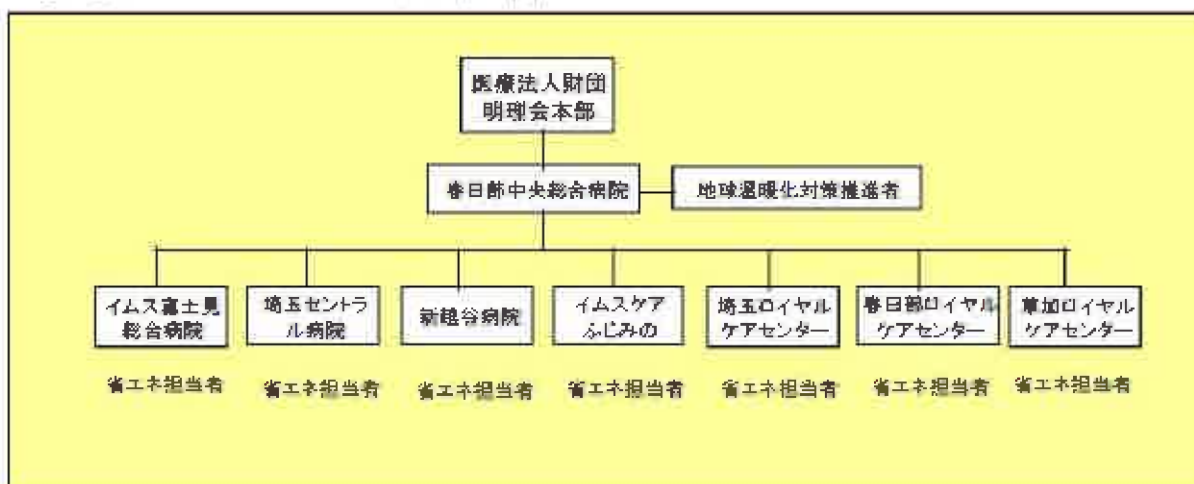 医療法人財団
明理会本部
春日部中央総合病院
地球温暖化対策推進者
イムス富士見
総合病院
埼玉セントラ
ル病院
新越谷病院
イムスケア
ふじみの
埼玉ロイヤル
ケアセンター
春日部ロイヤル
ケアセンター
草加ロイヤル
ケアセンター
省エネ担当者
省エネ担当者
省エネ担当者
省エネ担当者
省エネ担当者
省エネ担当者
省エネ担当者